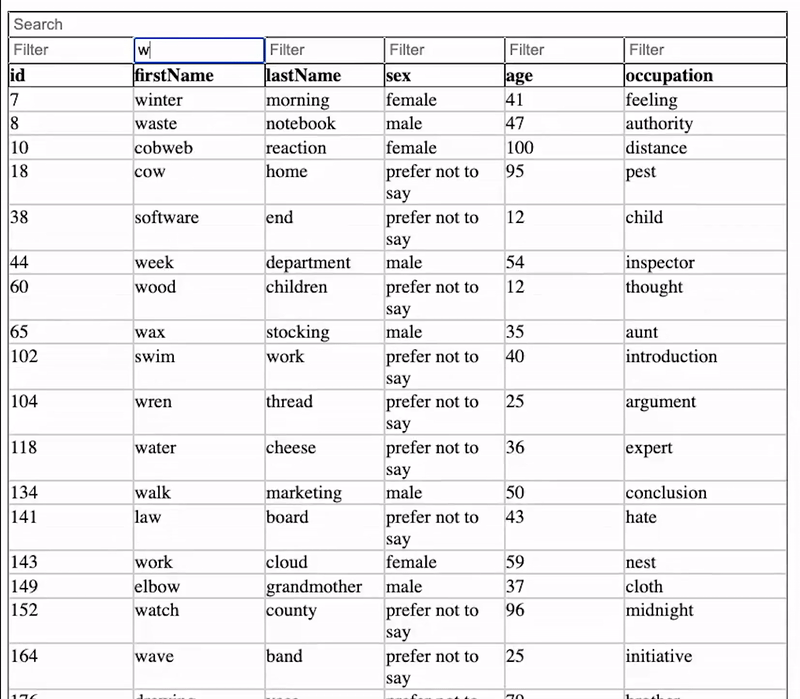 Search
Filter w Filter Filter Filter Filter
id firstName lastName sex age occupation
7 winter morning female 41 feeling
8 waste notebook male 47 authority
10 cobweb reaction female 100 distance
18 cow home prefer not to 95 pest
say
38 software end prefer not to 12 child
say
44 week department male 54 inspector
60 wood children prefer not to 12 thought
say
65 wax stocking male 35 aunt
102 swim work prefer not to 40 introduction
say
104 wren thread prefer not to 25 argument
say
118 water cheese prefer not to 36 expert
say
134 walk marketing male 50 conclusion
141 law board prefer not to 43 hate
say
143 work cloud female 59 nest
149 elbow grandmother male 37 cloth
152 watch county prefer not to 96 midnight
say
164 wave band prefer not to 25 initiative
say